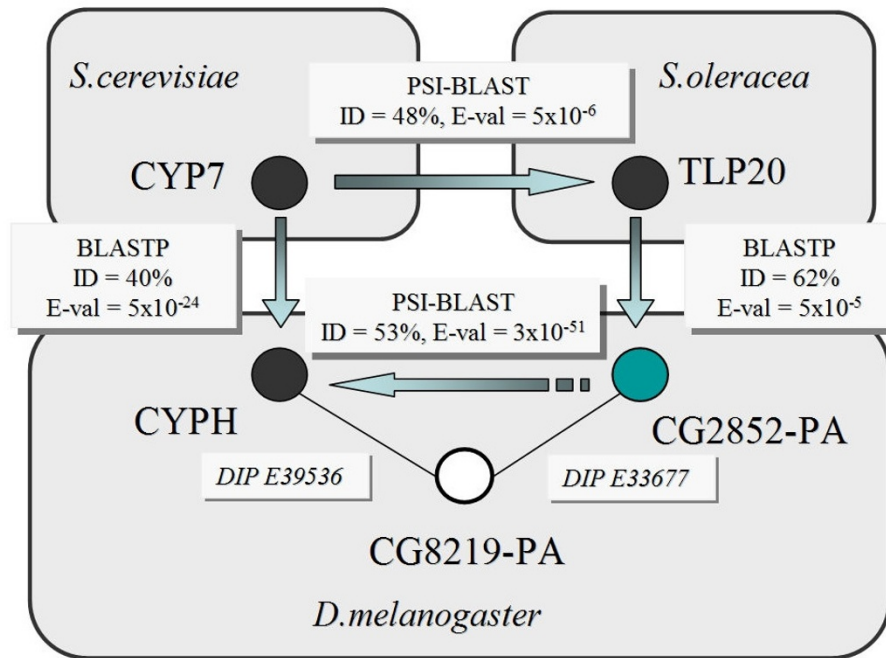 S.cerevisiae
PSI-BLAST
ID = 48%, E-val = 5x10⁻⁶
S.oleracea
CYP7
TLP20
BLASTP
ID = 40%
E-val = 5x10⁻²⁴
BLASTP
ID = 62%
E-val = 5x10⁻⁵
PSI-BLAST
ID = 53%, E-val = 3x10⁻⁵¹
CYPH
CG2852-PA
DIP E39536
DIP E33677
CG8219-PA
D.melanogaster